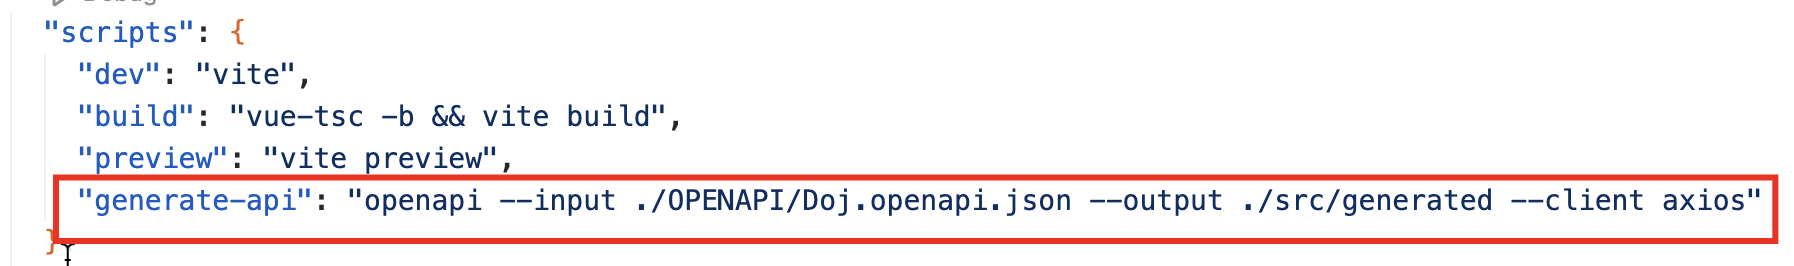 "scripts": {
"dev": "vite",
"build": "vue-tsc -b && vite build",
"preview": "vite preview",
"generate-api": "openapi --input ./OPENAPI/Doj.openapi.json --output ./src/generated --client axios"
}